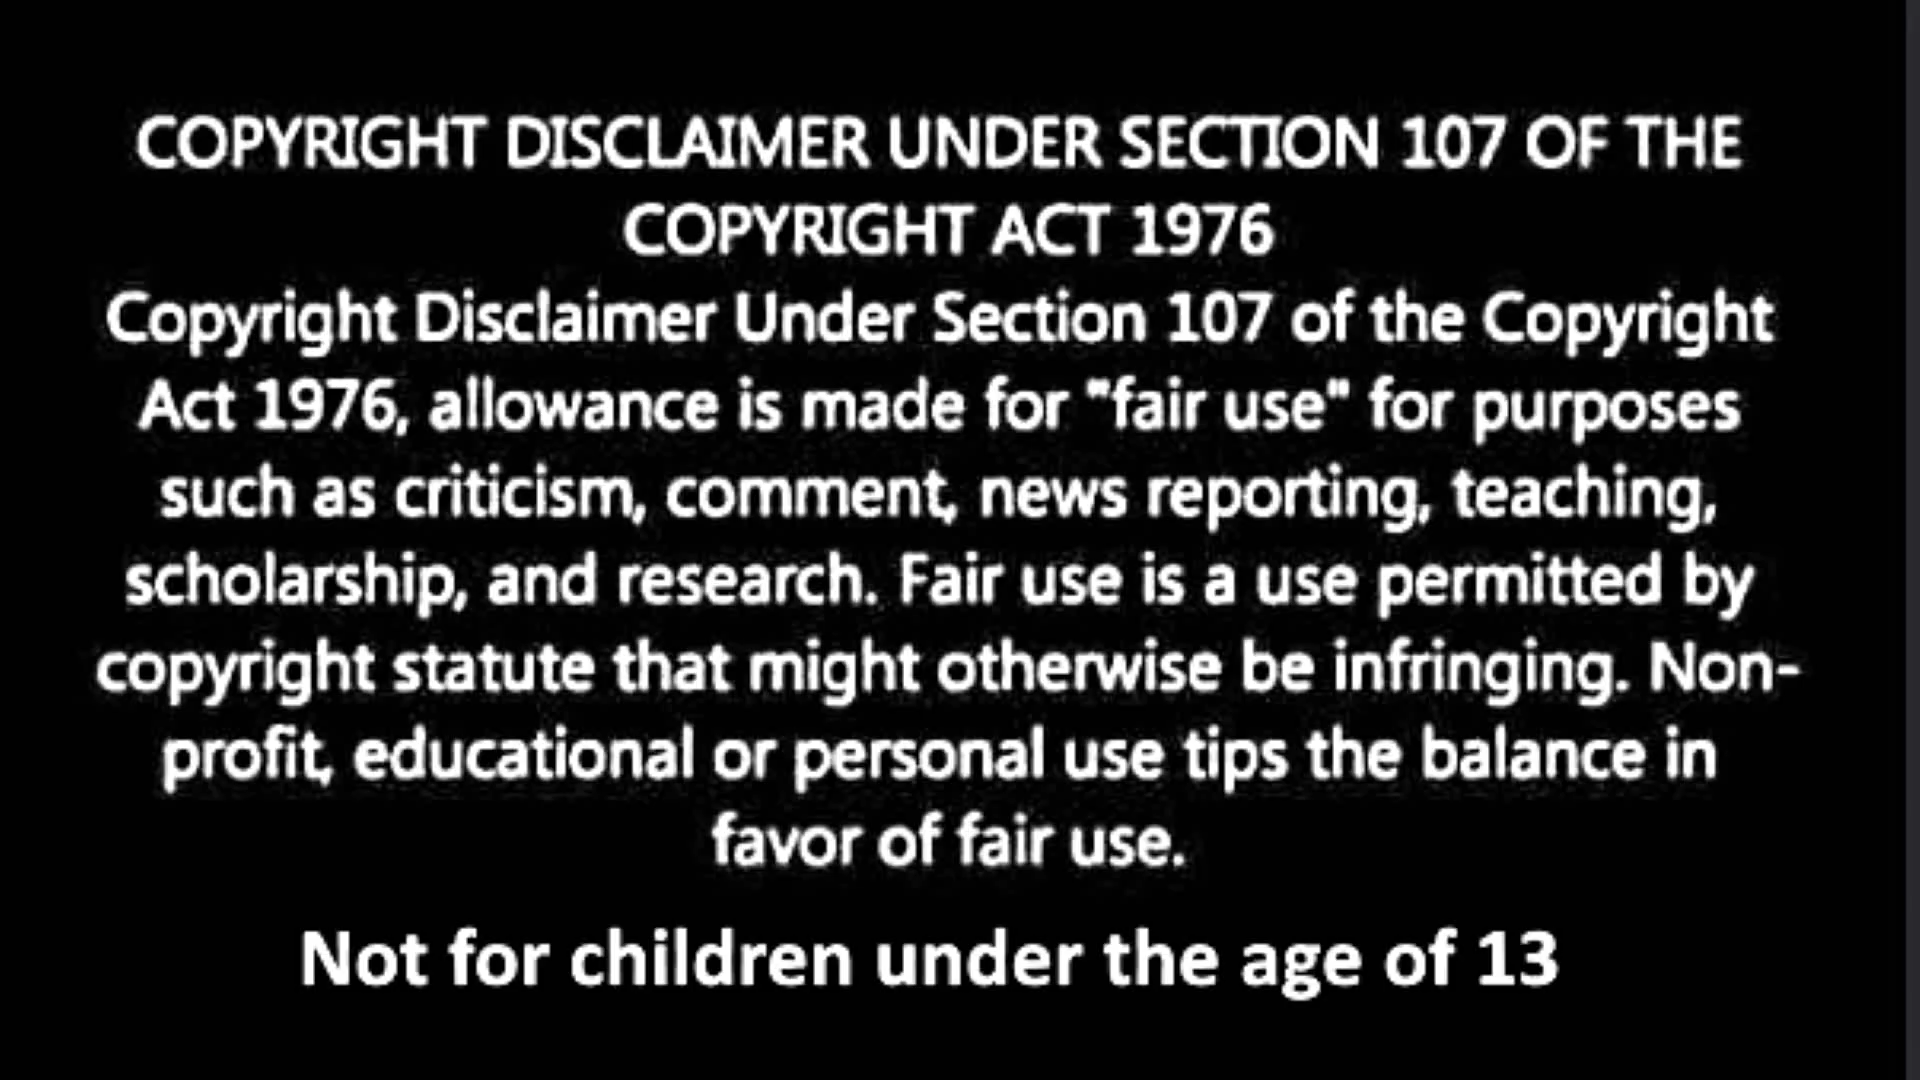 COPYRIGHT DISCLAIMER UNDER SECTION 107 OF THE
COPYRIGHT ACT 1976
Copyright Disclaimer Under Section 107 of the Copyright
Act 1976, allowance is made for "fair use" for purposes
such as criticism, comment, news reporting, teaching,
scholarship, and research. Fair use is a use permitted by
copyright statute that might otherwise be infringing. Non-
profit, educational or personal use tips the balance in
favor of fair use.
Not for children under the age of 13